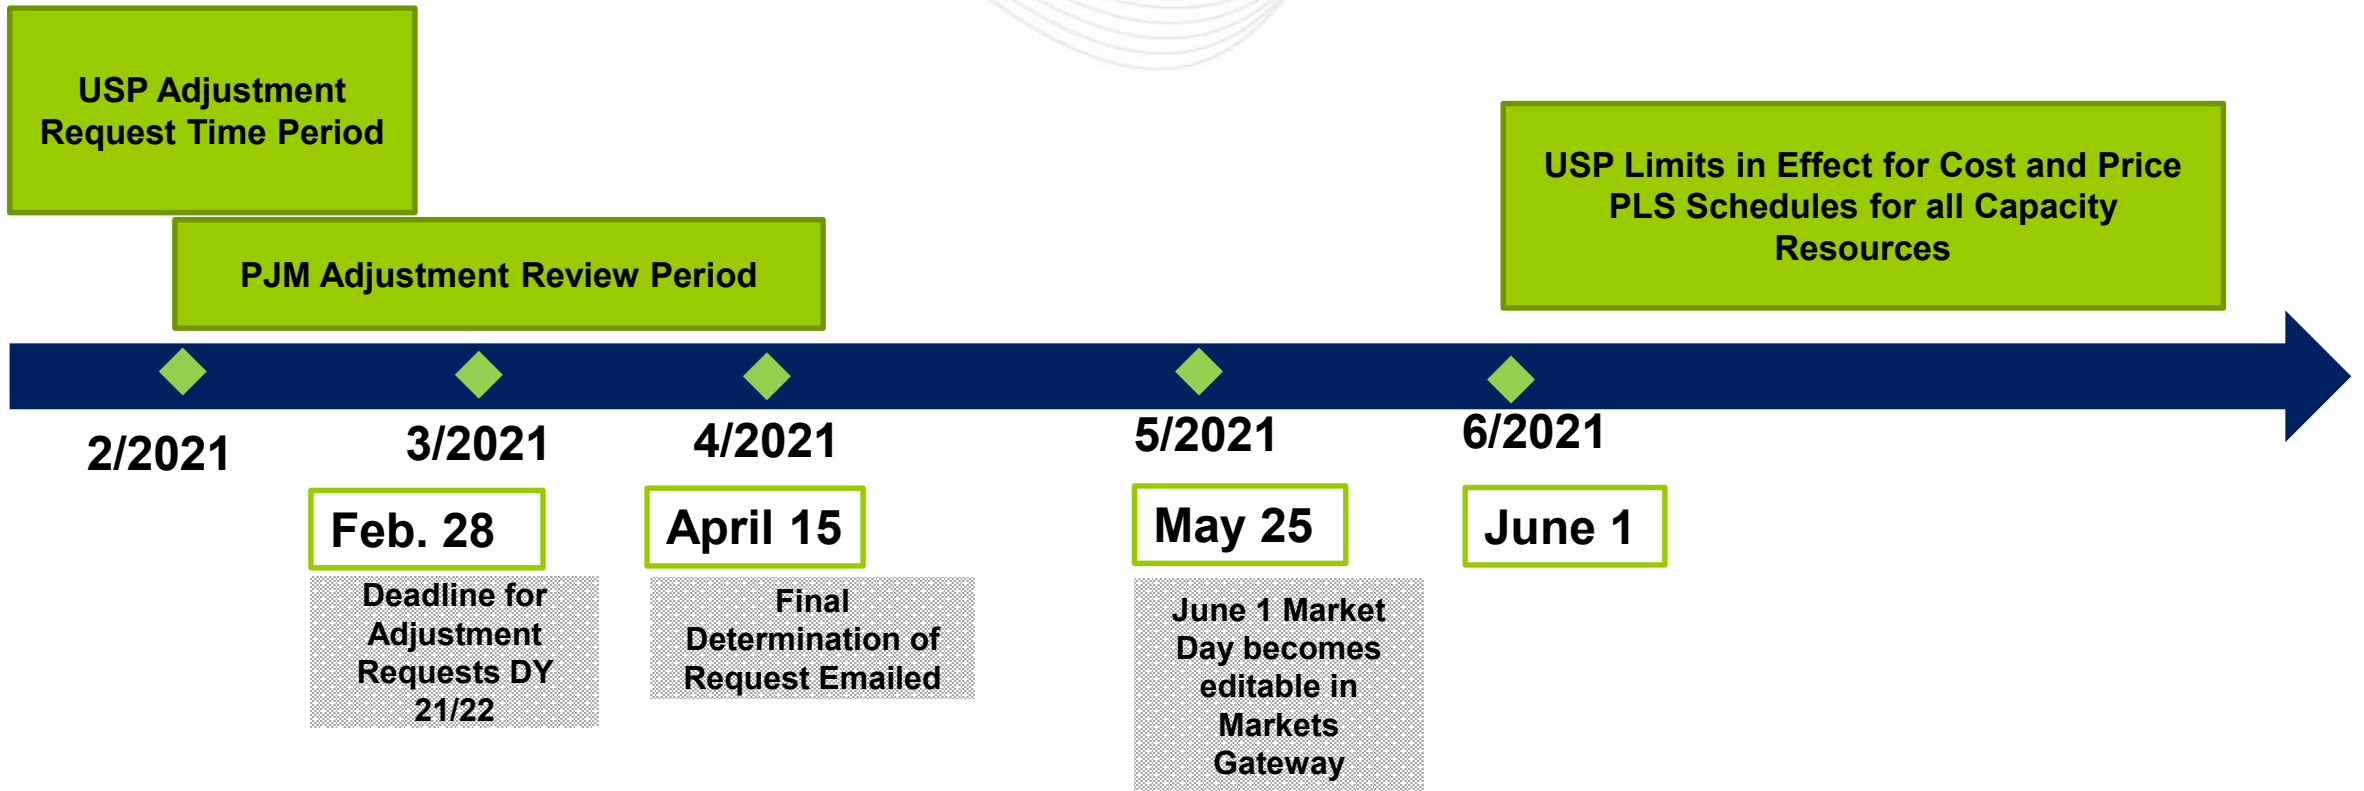 USP Adjustment
Request Time Period
PJM Adjustment Review Period
USP Limits in Effect for Cost and Price
PLS Schedules for all Capacity
Resources
2/2021
3/2021
4/2021
5/2021
6/2021
Feb. 28
April 15
May 25
June 1
Deadline for
Adjustment
Requests DY
21/22
Final
Determination of
Request Emailed
June 1 Market
Day becomes
editable in
Markets
Gateway